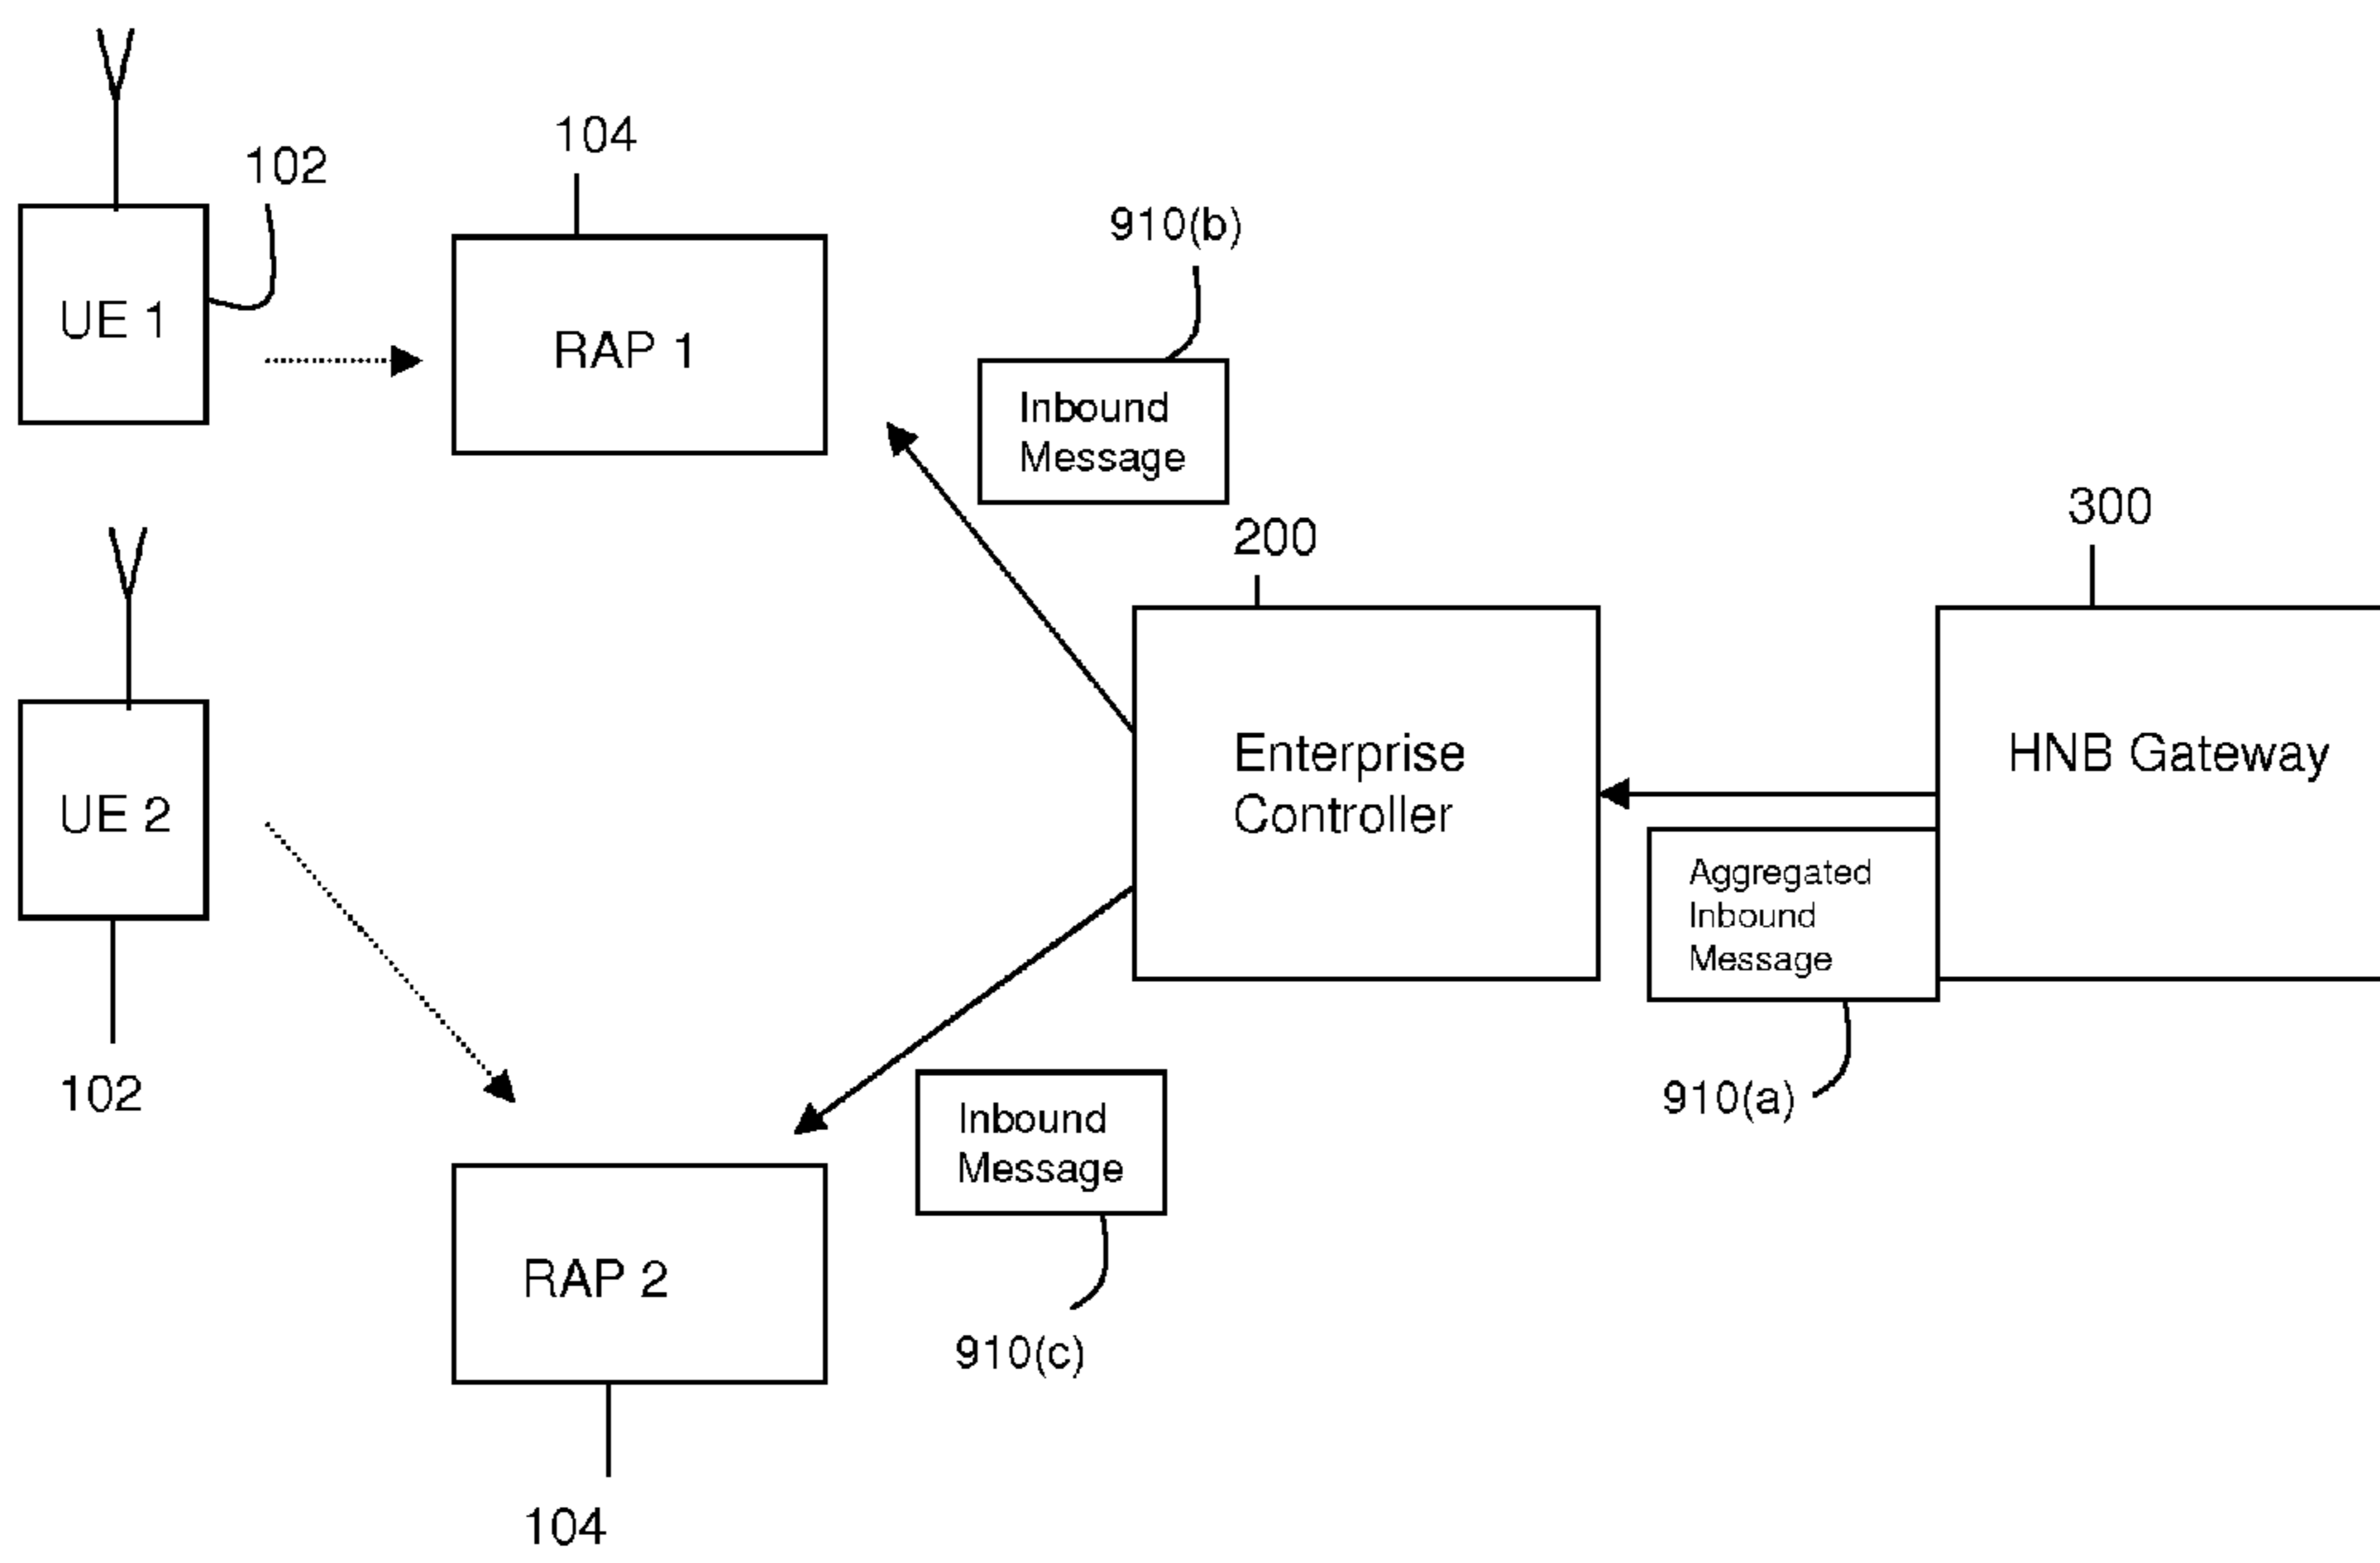 104
102
910(b)
UE 1
RAP 1
Inbound
Message
300
200
Enterprise
Controller
HNB Gateway
UE 2
Aggregated
Inbound
Message
102
910(a)
Inbound
Message
RAP 2
910(c)
104